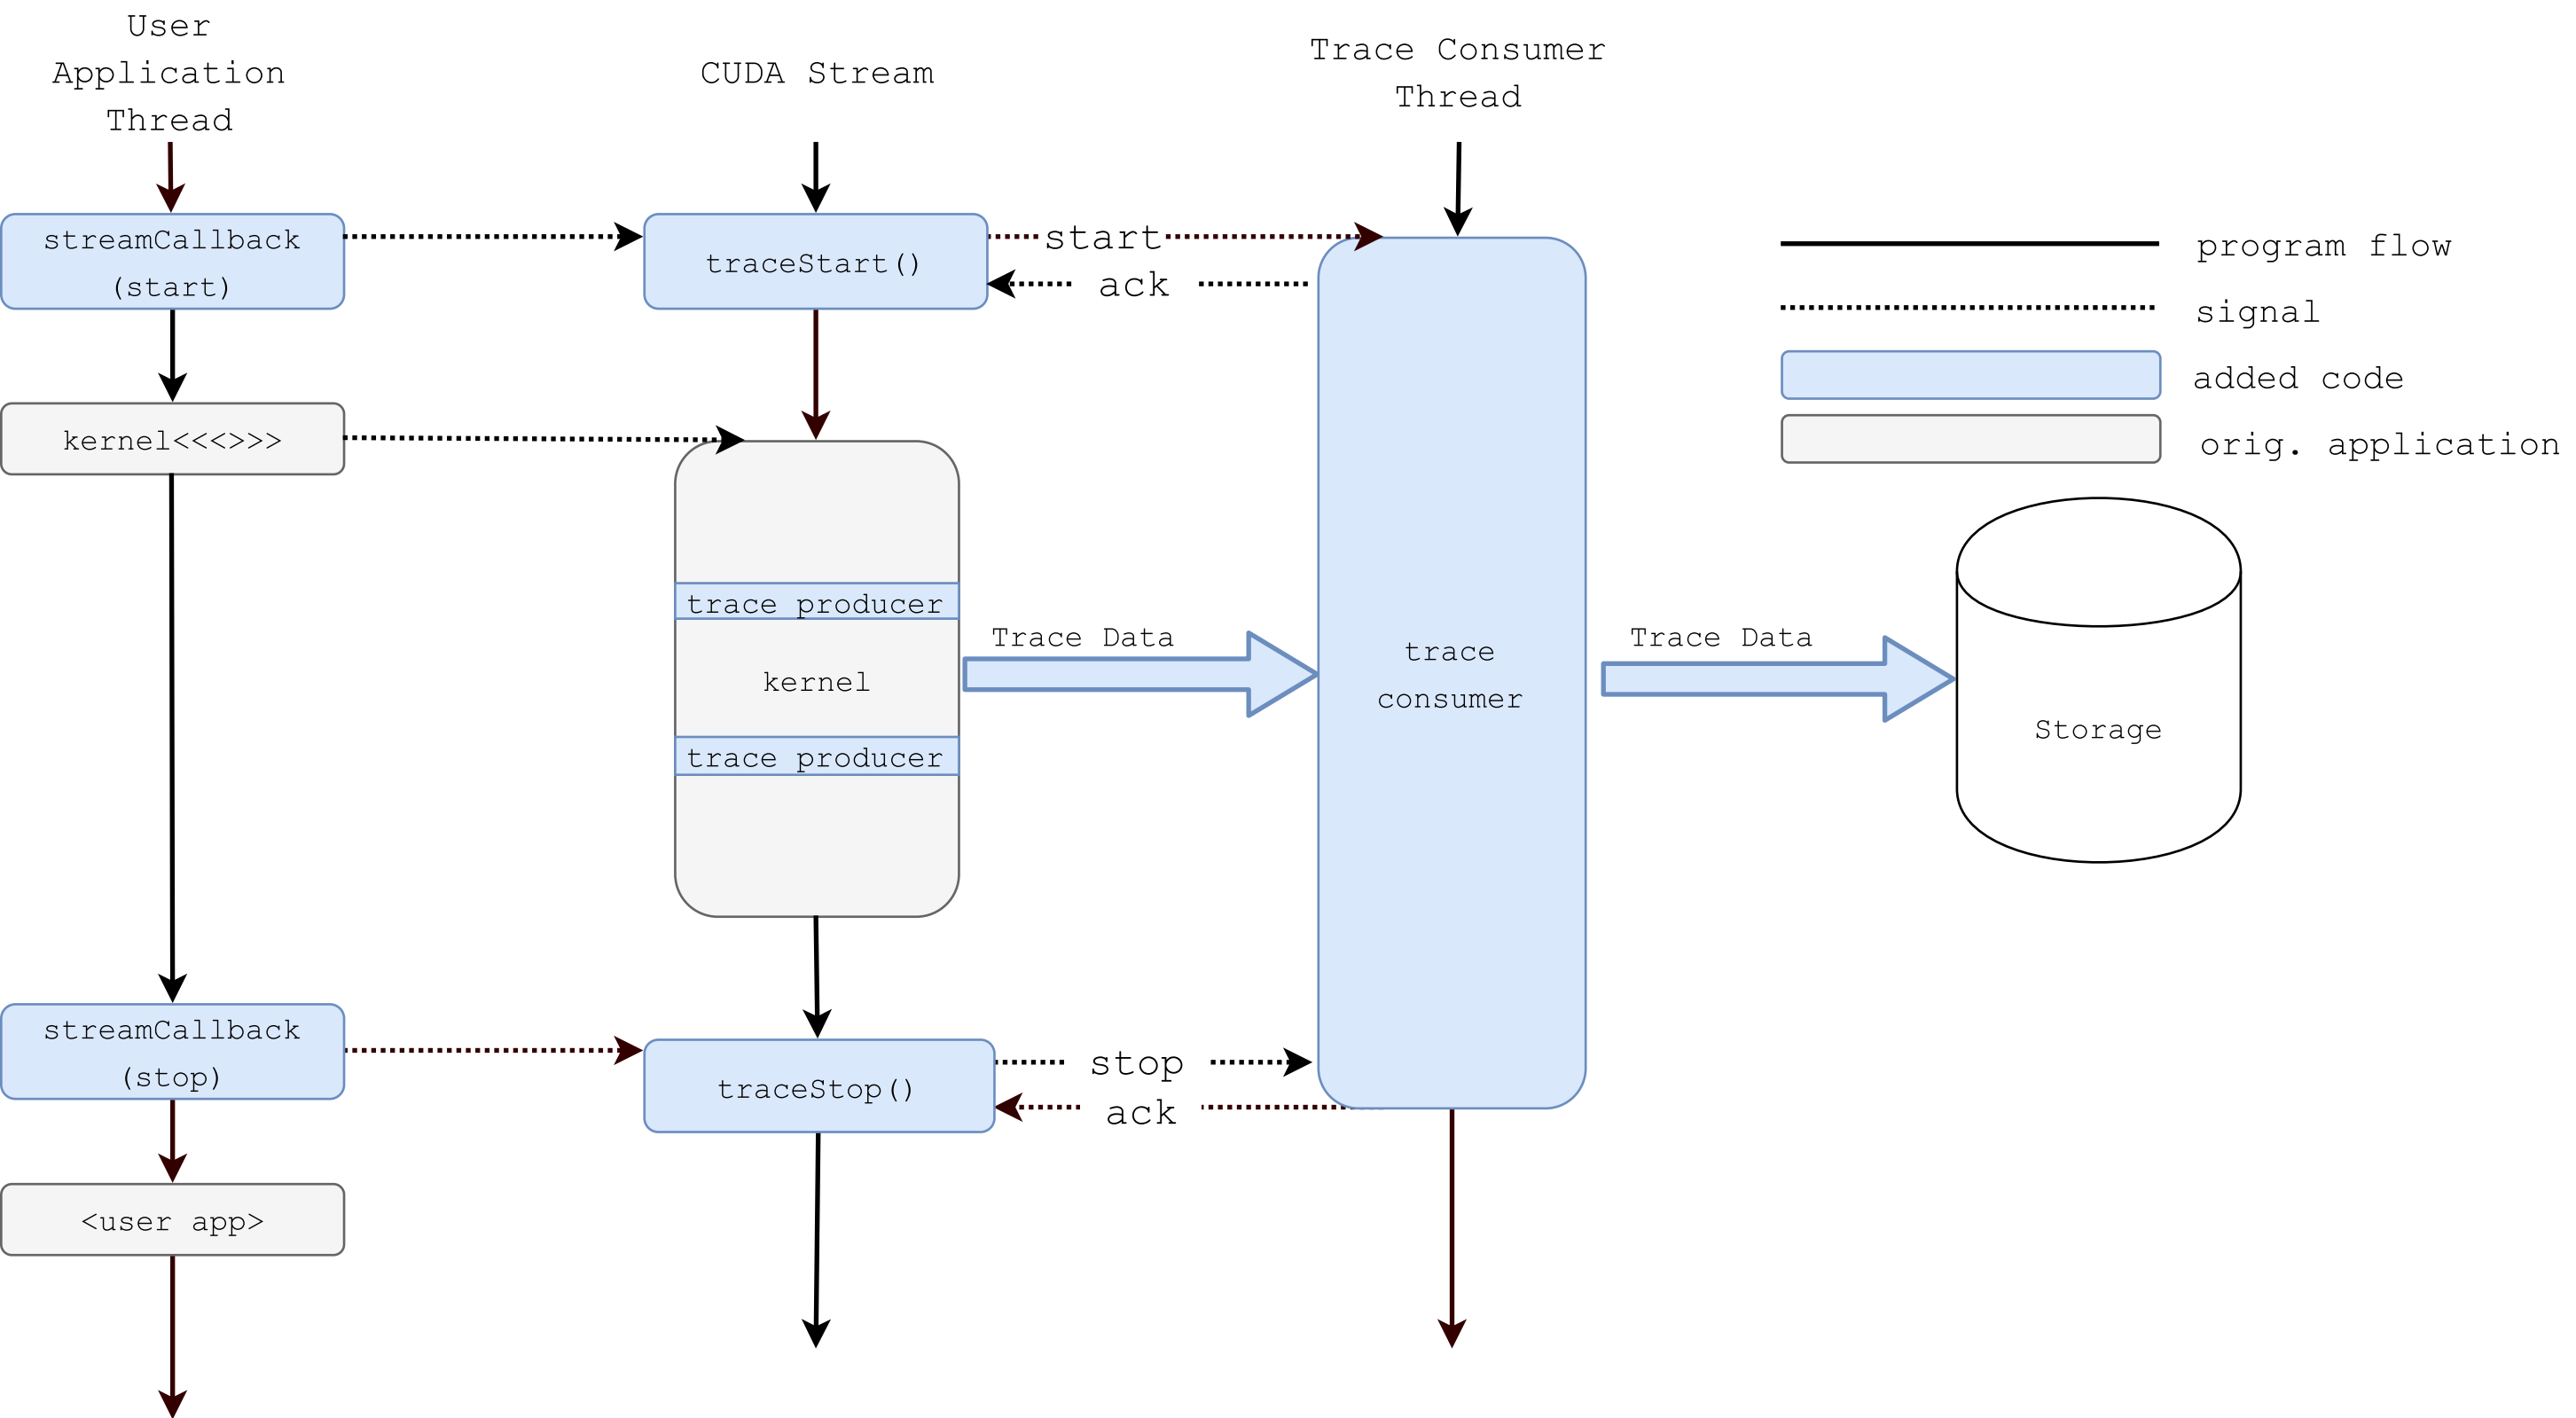 User
Application
Thread
CUDA Stream
Trace Consumer
Thread
streamCallback
(start)
traceStart()
start
ack
program flow
signal
added code
orig. application
kernel<<<>>>
trace producer
kernel
trace producer
Trace Data
trace
consumer
Trace Data
Storage
streamCallback
(stop)
traceStop()
stop
ack
<user app>